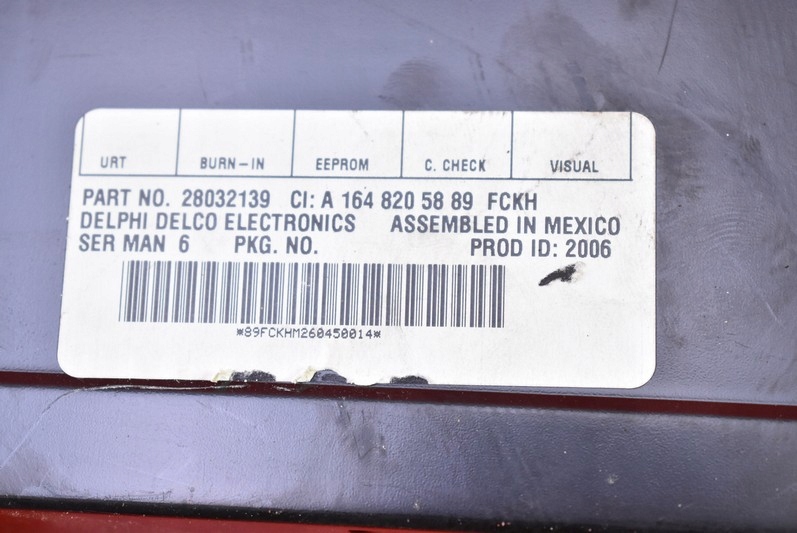 URT BURN-IN EEPROM C. CHECK VISUAL
PART NO. 28032139 CI: A 164 820 58 89 FCKH
DELPHI DELCO ELECTRONICS ASSEMBLED IN MEXICO
SER MAN 6 PKG. NO. PROD ID: 2006
*89FCKHM260450014*